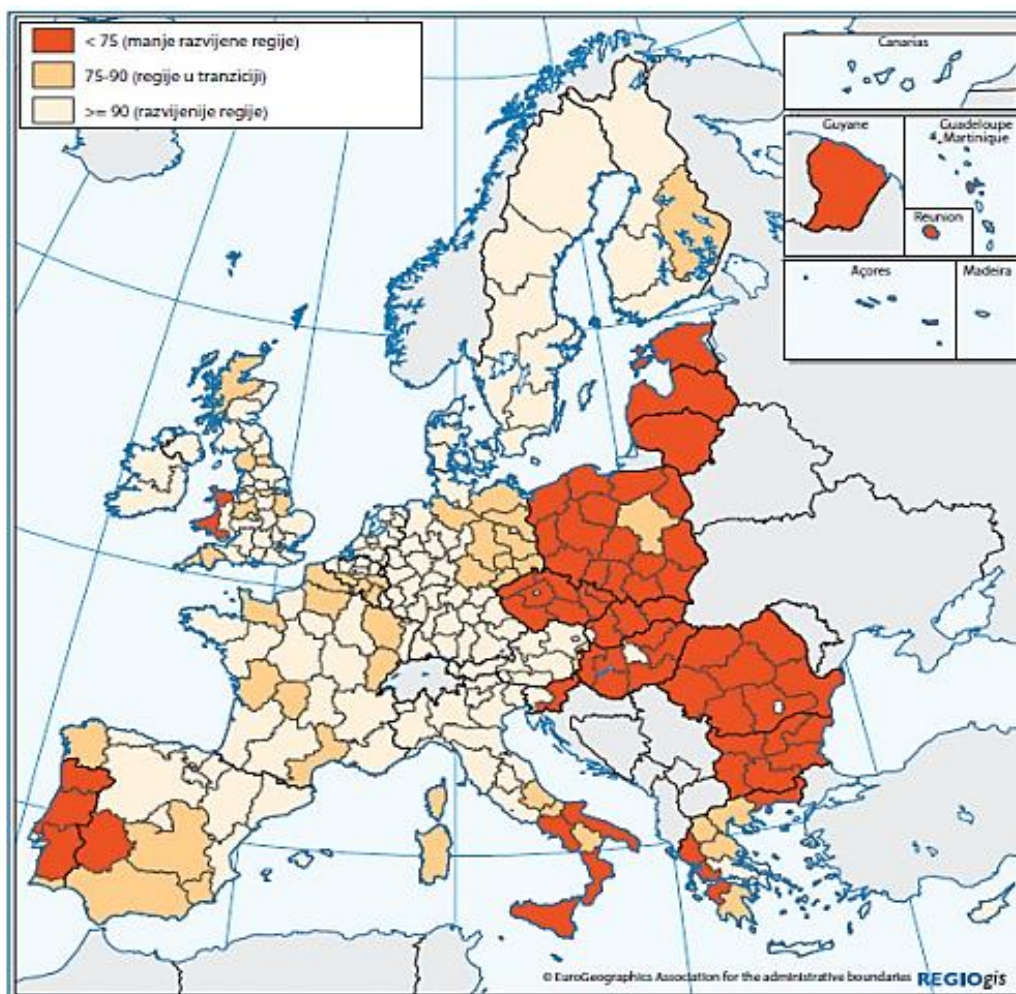 < 75 (manje razvijene regije)
75-90 (regije u tranziciji)
>= 90 (razvijenije regije)
Canarias
Guyane
Guadeloupe
Martinique
Reunion
Açores
Madeira
© EuroGeographics Association for the administrative boundaries REGIOgis